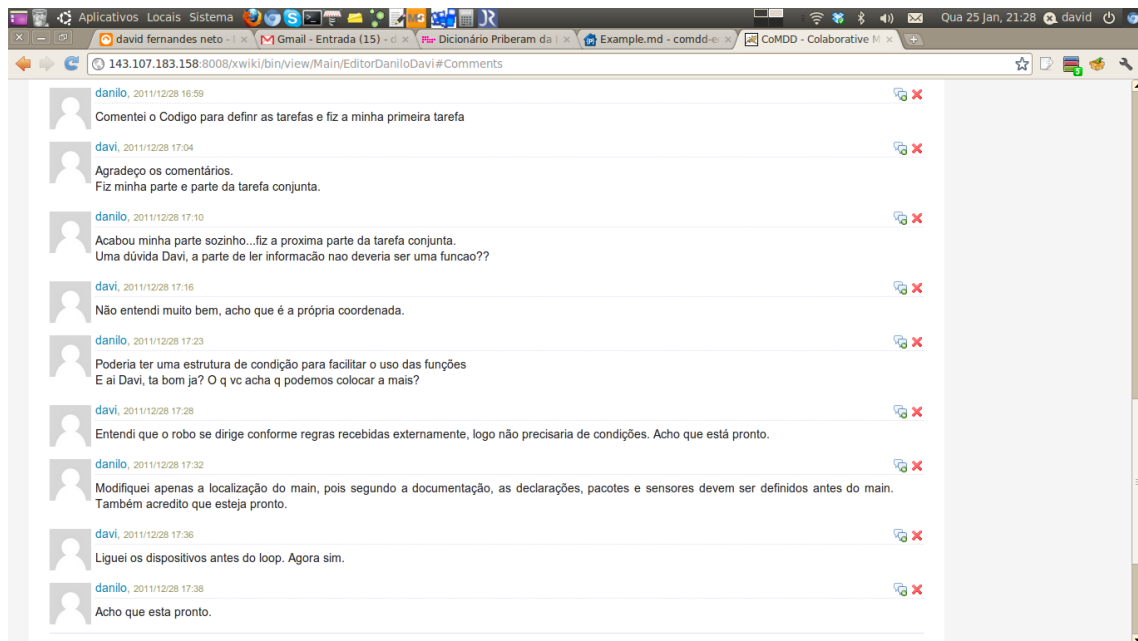 Aplicativos Locais Sistema
Qua 25 Jan, 21:28
david
david fernandes neto -
Gmail - Entrada (15) - d
Dicionário Priberam da
Example.md - comdd-e
CoMDD - Colaborative M
143.107.183.158:8008/xwiki/bin/view/Main/EditorDaniloDavi#Comments
danilo, 2011/12/28 16:59
Comentei o Codigo para definr as tarefas e fiz a minha primeira tarefa
davi, 2011/12/28 17:04
Agradeço os comentários.
Fiz minha parte e parte da tarefa conjunta.
danilo, 2011/12/28 17:10
Acabou minha parte sozinho...fiz a proxima parte da tarefa conjunta.
Uma dúvida Davi, a parte de ler informacão nao deveria ser uma funcao??
davi, 2011/12/28 17:16
Não entendi muito bem, acho que é a própria coordenada.
danilo, 2011/12/28 17:23
Poderia ter uma estrutura de condição para facilitar o uso das funções
E ai Davi, ta bom ja? O q vc acha q podemos colocar a mais?
davi, 2011/12/28 17:28
Entendi que o robo se dirige conforme regras recebidas externamente, logo não precisaria de condições. Acho que está pronto.
danilo, 2011/12/28 17:32
Modifiquei apenas a localização do main, pois segundo a documentação, as declarações, pacotes e sensores devem ser definidos antes do main.
Também acredito que esteja pronto.
davi, 2011/12/28 17:36
Liguei os dispositivos antes do loop. Agora sim.
danilo, 2011/12/28 17:38
Acho que esta pronto.